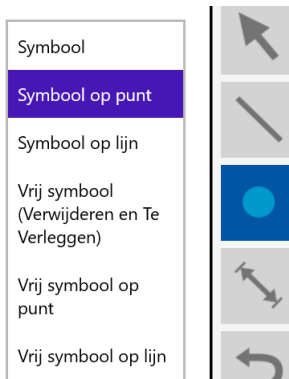 Symbool
Symbool op punt
Symbool op lijn
Vrij symbool
(Verwijderen en Te
Verleggen)
Vrij symbool op
punt
Vrij symbool op lijn